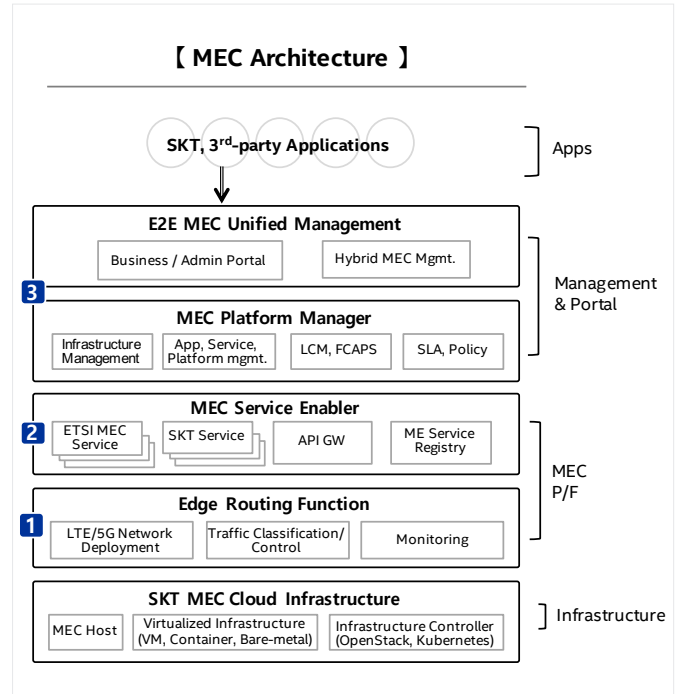 【 MEC Architecture 】
SKT, 3rd-party Applications
Apps
E2E MEC Unified Management
Business / Admin Portal
Hybrid MEC Mgmt.
3
Management
& Portal
MEC Platform Manager
Infrastructure
Management
App, Service,
Platform mgmt.
LCM, FCAPS
SLA, Policy
MEC Service Enabler
2
ETSI MEC
Service
SKT Service
API GW
ME Service
Registry
MEC
P/F
Edge Routing Function
1
LTE/5G Network
Deployment
Traffic Classification/
Control
Monitoring
SKT MEC Cloud Infrastructure
Infrastructure
MEC Host
Virtualized Infrastructure
(VM, Container, Bare-metal)
Infrastructure Controller
(OpenStack, Kubernetes)